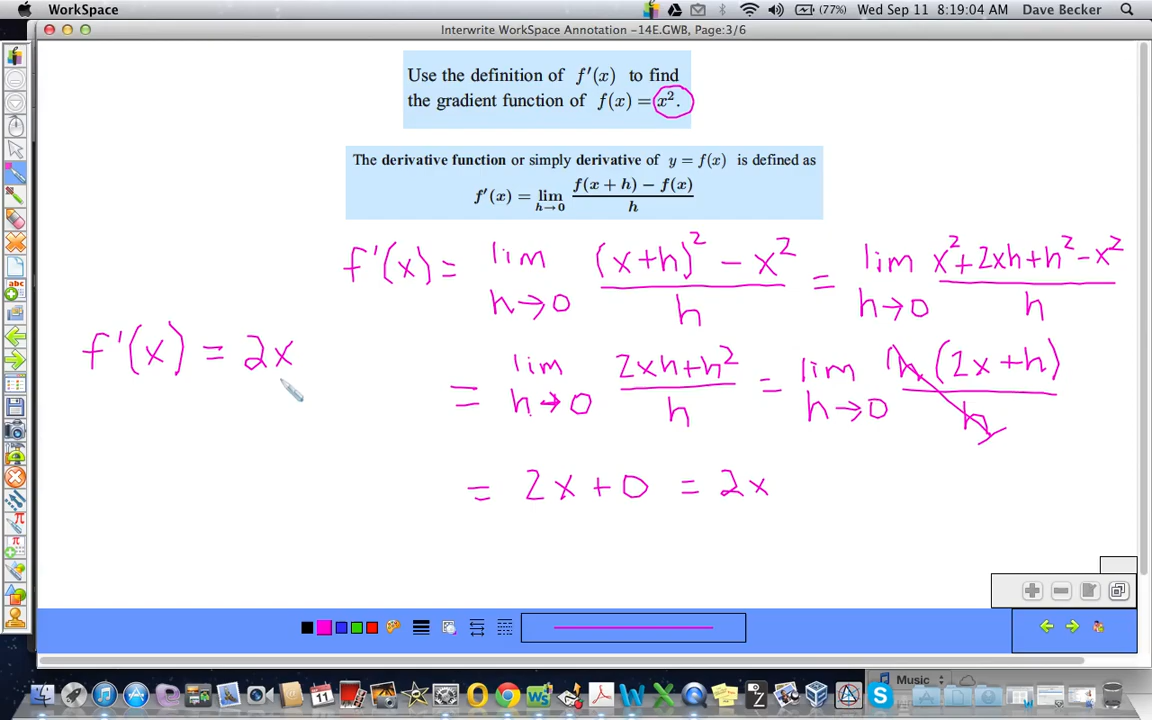 WorkSpace (77%) Wed Sep 11 8:19:04 AM Dave Becker
Interwrite WorkSpace Annotation -14E.GWB, Page:3/6
Use the definition of f′(x) to find
the gradient function of f(x) = x².
The derivative function or simply derivative of y = f(x) is defined as
f′(x) = lim h→0 (f(x + h) − f(x))/h
f'(x) = lim h→0 ((x+h)² − x²)/h = lim h→0 (x²+2xh+h²−x²)/h
f'(x) = 2x
= lim h→0 (2xh+h²)/h = lim h→0 h(2x+h)/h
= 2x + 0 = 2x
Music